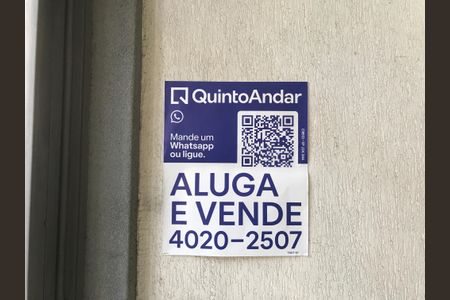 QuintoAndar
Mande um
Whatsapp
ou ligue.
ALUGA
E VENDE
4020-2507